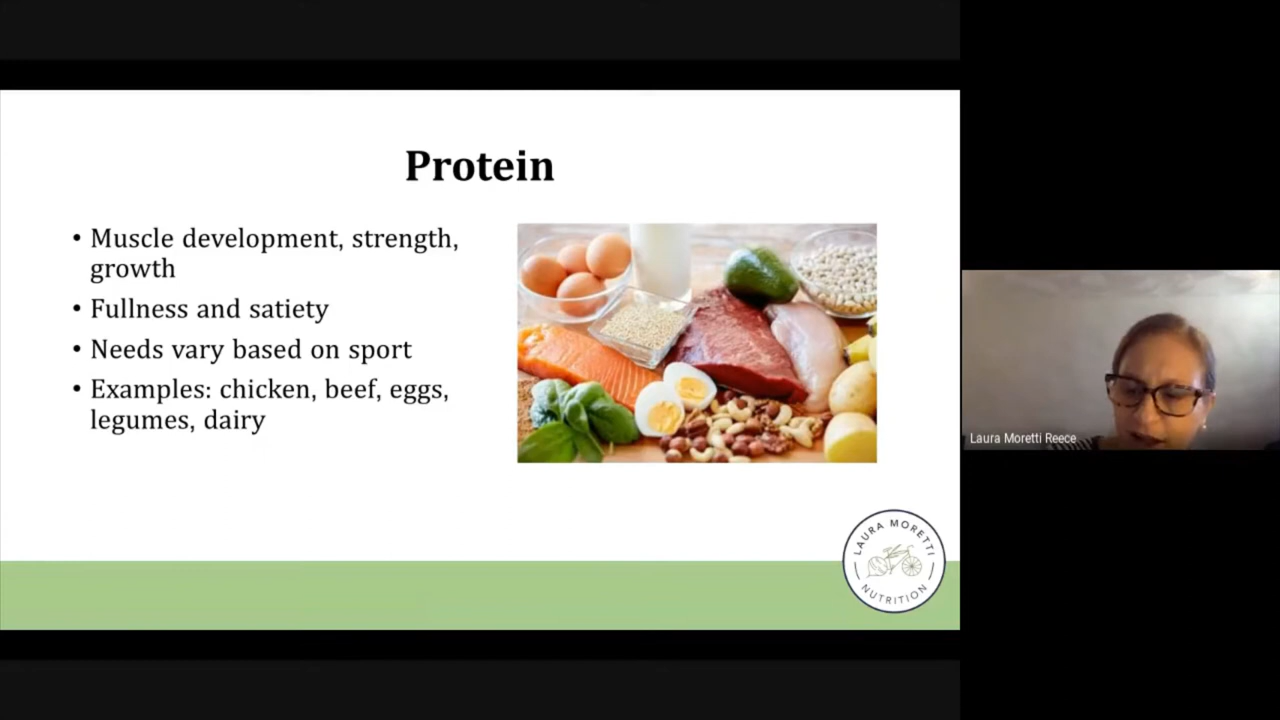 Protein
• Muscle development, strength,
growth
• Fullness and satiety
• Needs vary based on sport
• Examples: chicken, beef, eggs,
legumes, dairy
LAURA MORETTI
NUTRITION
Laura Moretti Reece